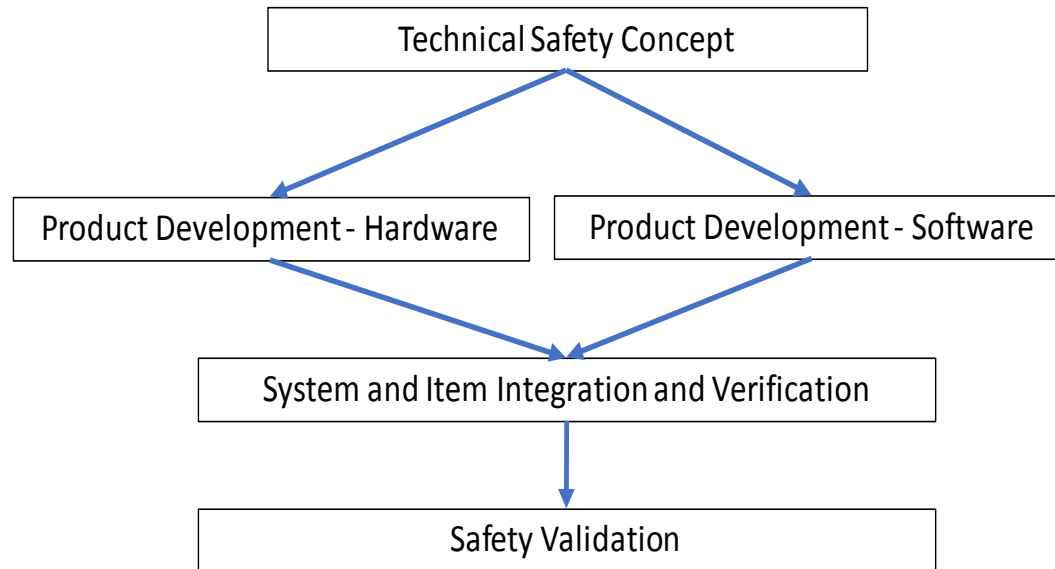 Technical Safety Concept
Product Development - Hardware
Product Development - Software
System and Item Integration and Verification
Safety Validation